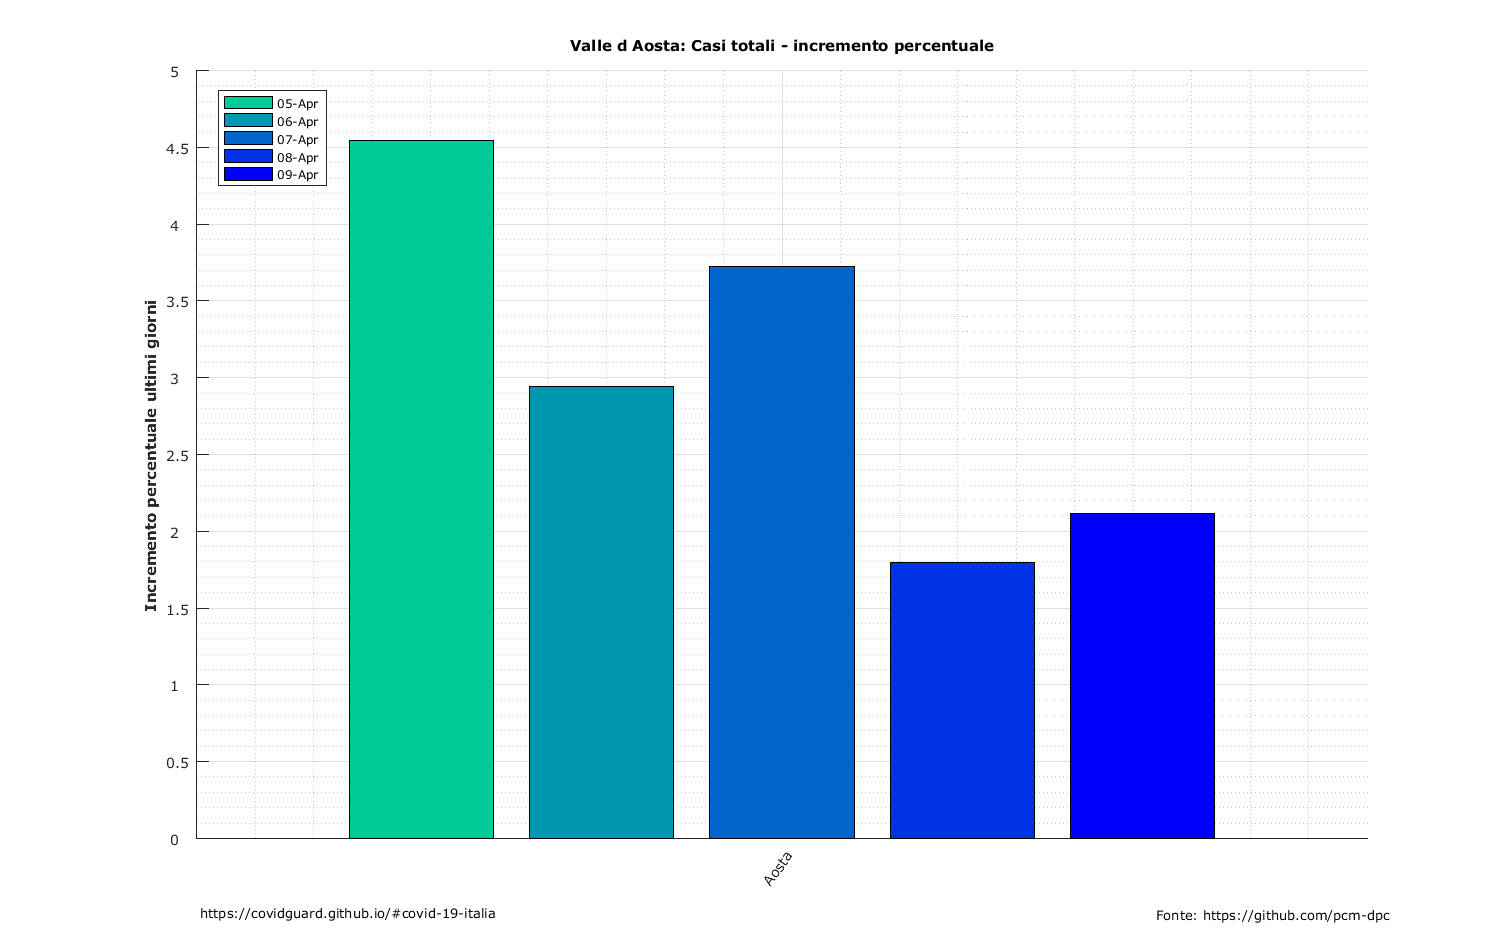 Valle d Aosta: Casi totali - incremento percentuale
5
4.5
4
3.5
3
2.5
2
1.5
1
0.5
0
Incremento percentuale ultimi giorni
05-Apr
06-Apr
07-Apr
08-Apr
09-Apr
Aosta
https://covidguard.github.io/#covid-19-italia
Fonte: https://github.com/pcm-dpc